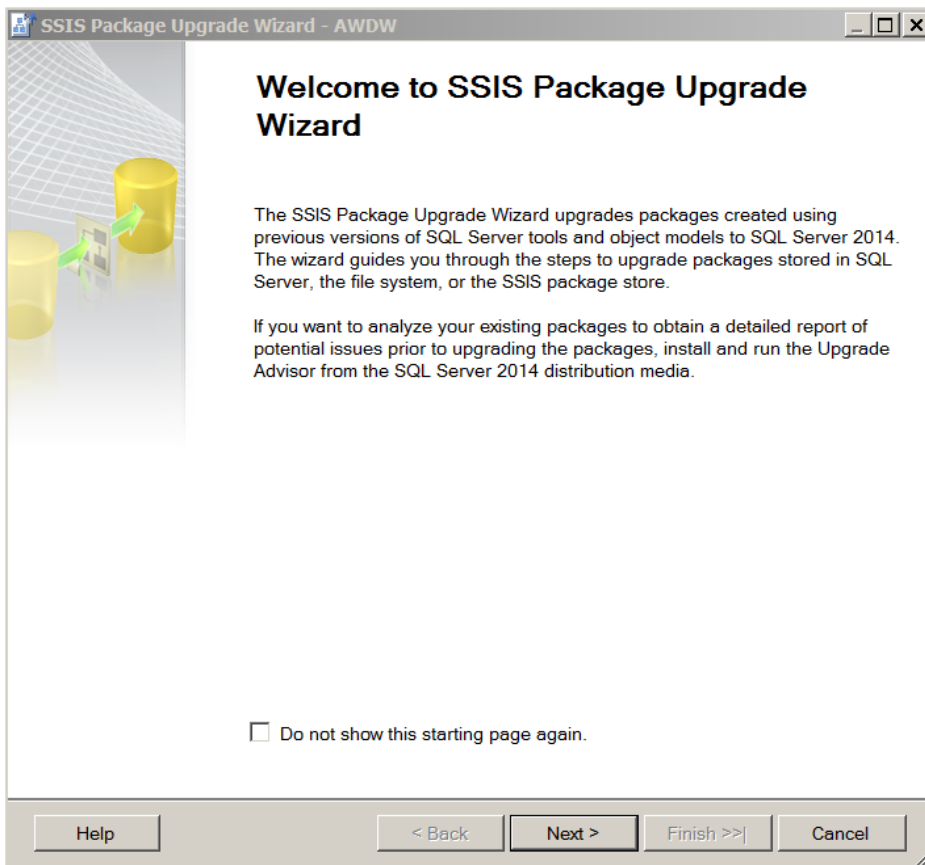 SSIS Package Upgrade Wizard - AWDW
Welcome to SSIS Package Upgrade
Wizard
The SSIS Package Upgrade Wizard upgrades packages created using
previous versions of SQL Server tools and object models to SQL Server 2014.
The wizard guides you through the steps to upgrade packages stored in SQL
Server, the file system, or the SSIS package store.
If you want to analyze your existing packages to obtain a detailed report of
potential issues prior to upgrading the packages, install and run the Upgrade
Advisor from the SQL Server 2014 distribution media.
Do not show this starting page again.
Help
< Back
Next >
Finish >>|
Cancel